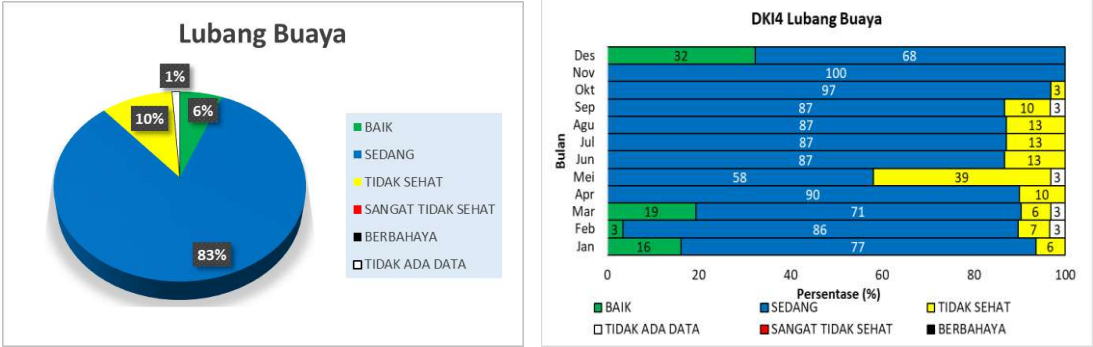 Lubang Buaya
1%
6%
10%
83%
BAIK
SEDANG
TIDAK SEHAT
SANGAT TIDAK SEHAT
BERBAHAYA
TIDAK ADA DATA
DKI4 Lubang Buaya
Bulan
Des 32 68
Nov 100
Okt 97 3
Sep 87 10 3
Agu 87 13
Jul 87 13
Jun 87 13
Mei 58 39 3
Apr 90 10
Mar 19 71 6 3
Feb 3 86 7 3
Jan 16 77 6
0 20 40 60 80 100
Persentase (%)
BAIK SEDANG TIDAK SEHAT
TIDAK ADA DATA SANGAT TIDAK SEHAT BERBAHAYA